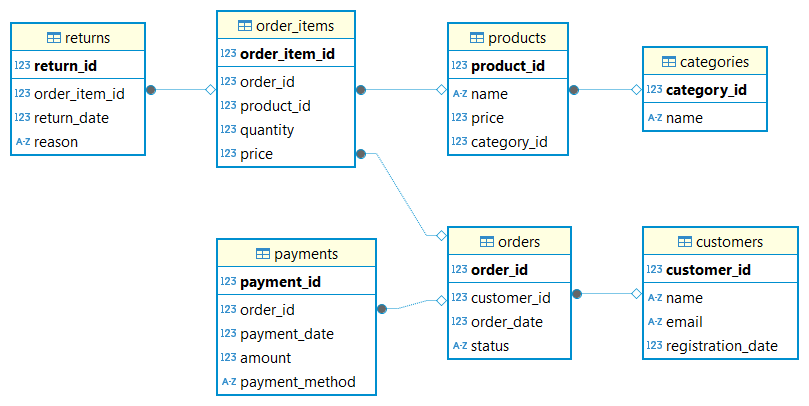 returns
123 return_id
123 order_item_id
123 return_date
A-Z reason
order_items
123 order_item_id
123 order_id
123 product_id
123 quantity
123 price
products
123 product_id
A-Z name
123 price
123 category_id
categories
123 category_id
A-Z name
payments
123 payment_id
123 order_id
123 payment_date
123 amount
A-Z payment_method
orders
123 order_id
123 customer_id
123 order_date
A-Z status
customers
123 customer_id
A-Z name
A-Z email
123 registration_date